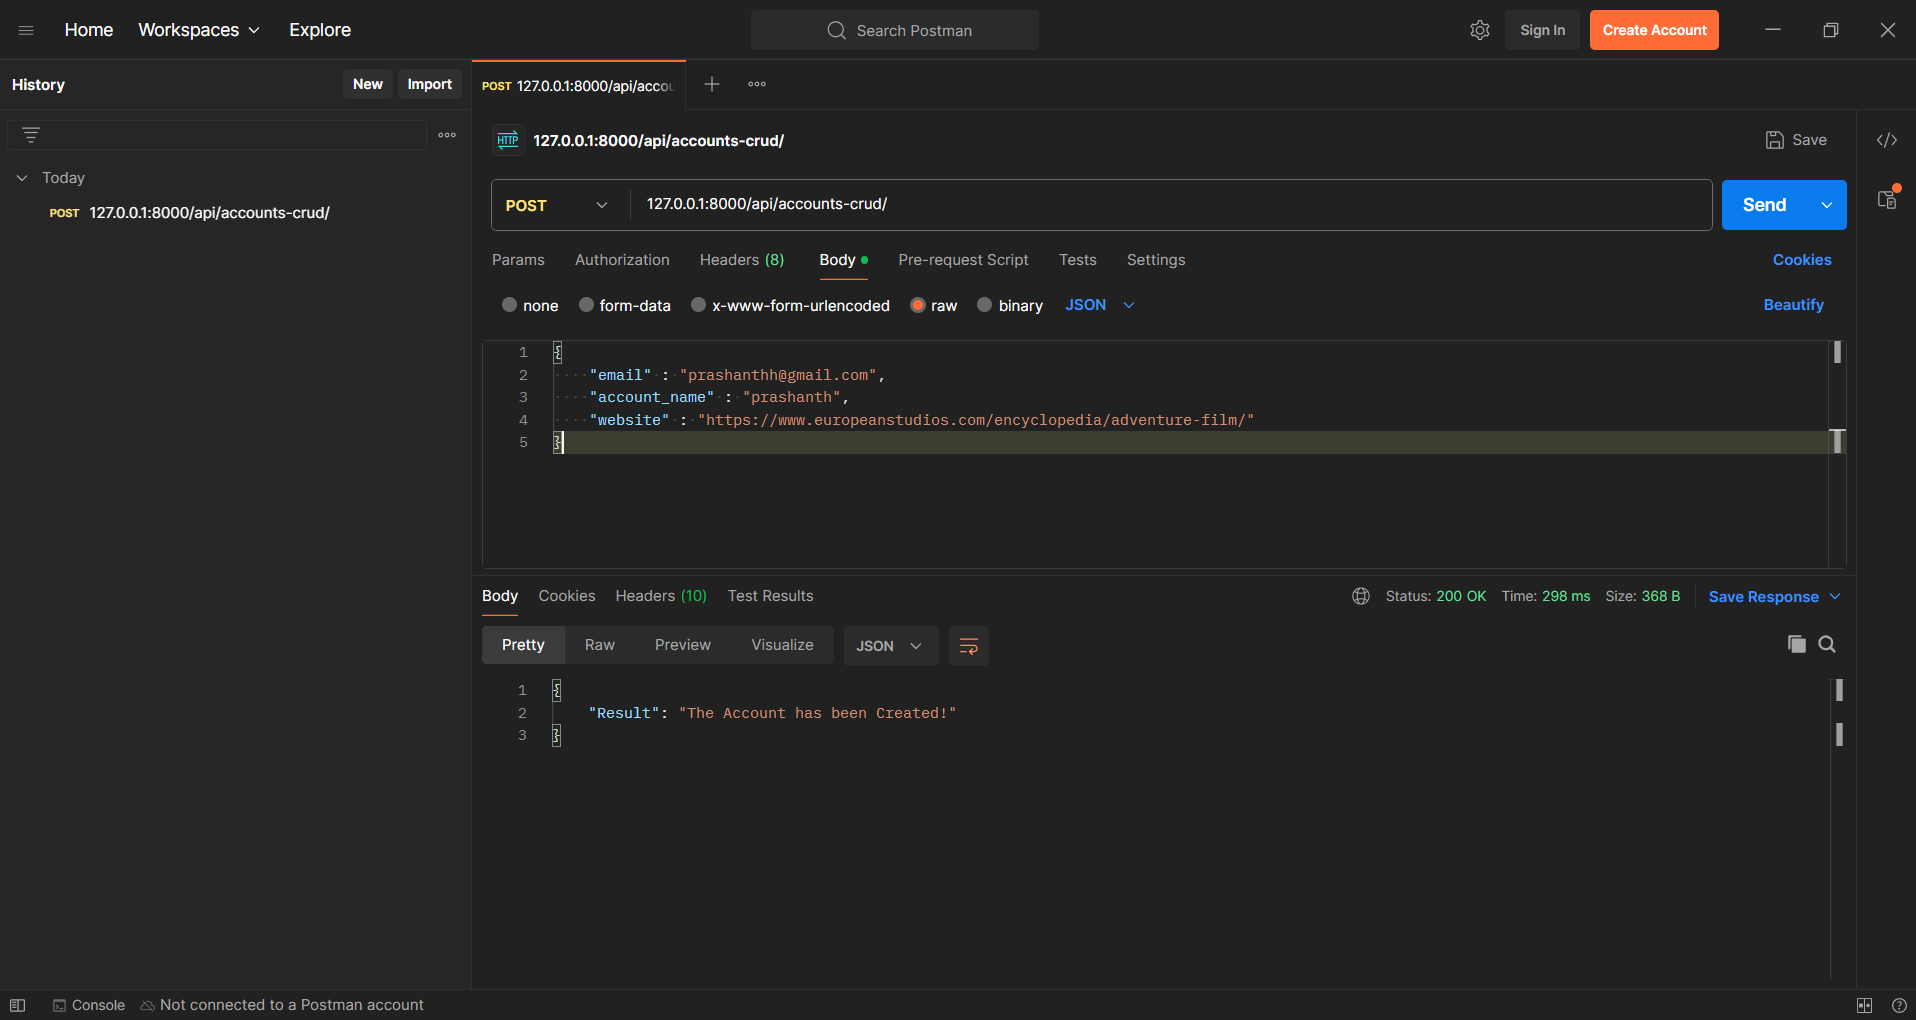 Home Workspaces Explore Search Postman Sign In Create Account
History New Import
POST 127.0.0.1:8000/api/accou
HTTP 127.0.0.1:8000/api/accounts-crud/ Save
Today
POST 127.0.0.1:8000/api/accounts-crud/
POST 127.0.0.1:8000/api/accounts-crud/ Send
Params Authorization Headers (8) Body Pre-request Script Tests Settings Cookies
none form-data x-www-form-urlencoded raw binary JSON Beautify
1 {
2 "email" : "prashanthh@gmail.com",
3 "account_name" : "prashanth",
4 "website" : "https://www.europeanstudios.com/encyclopedia/adventure-film/"
5 }
Body Cookies Headers (10) Test Results Status: 200 OK Time: 298 ms Size: 368 B Save Response
Pretty Raw Preview Visualize JSON
1 {
2 "Result": "The Account has been Created!"
3 }
Console Not connected to a Postman account